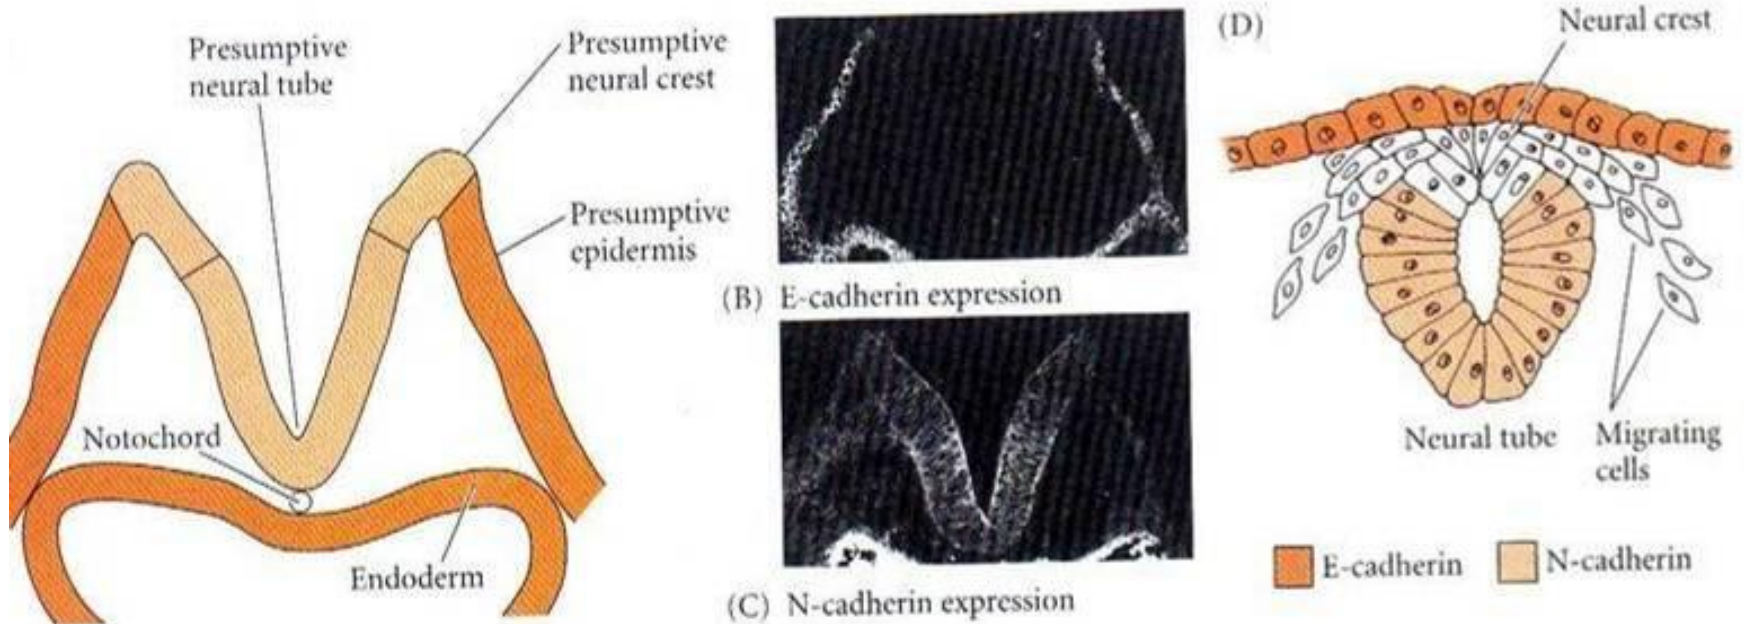 Presumptive
neural tube
Presumptive
neural crest
Presumptive
epidermis
Notochord
Endoderm
(B) E-cadherin expression
(C) N-cadherin expression
(D)
Neural crest
Neural tube
Migrating
cells
E-cadherin
N-cadherin